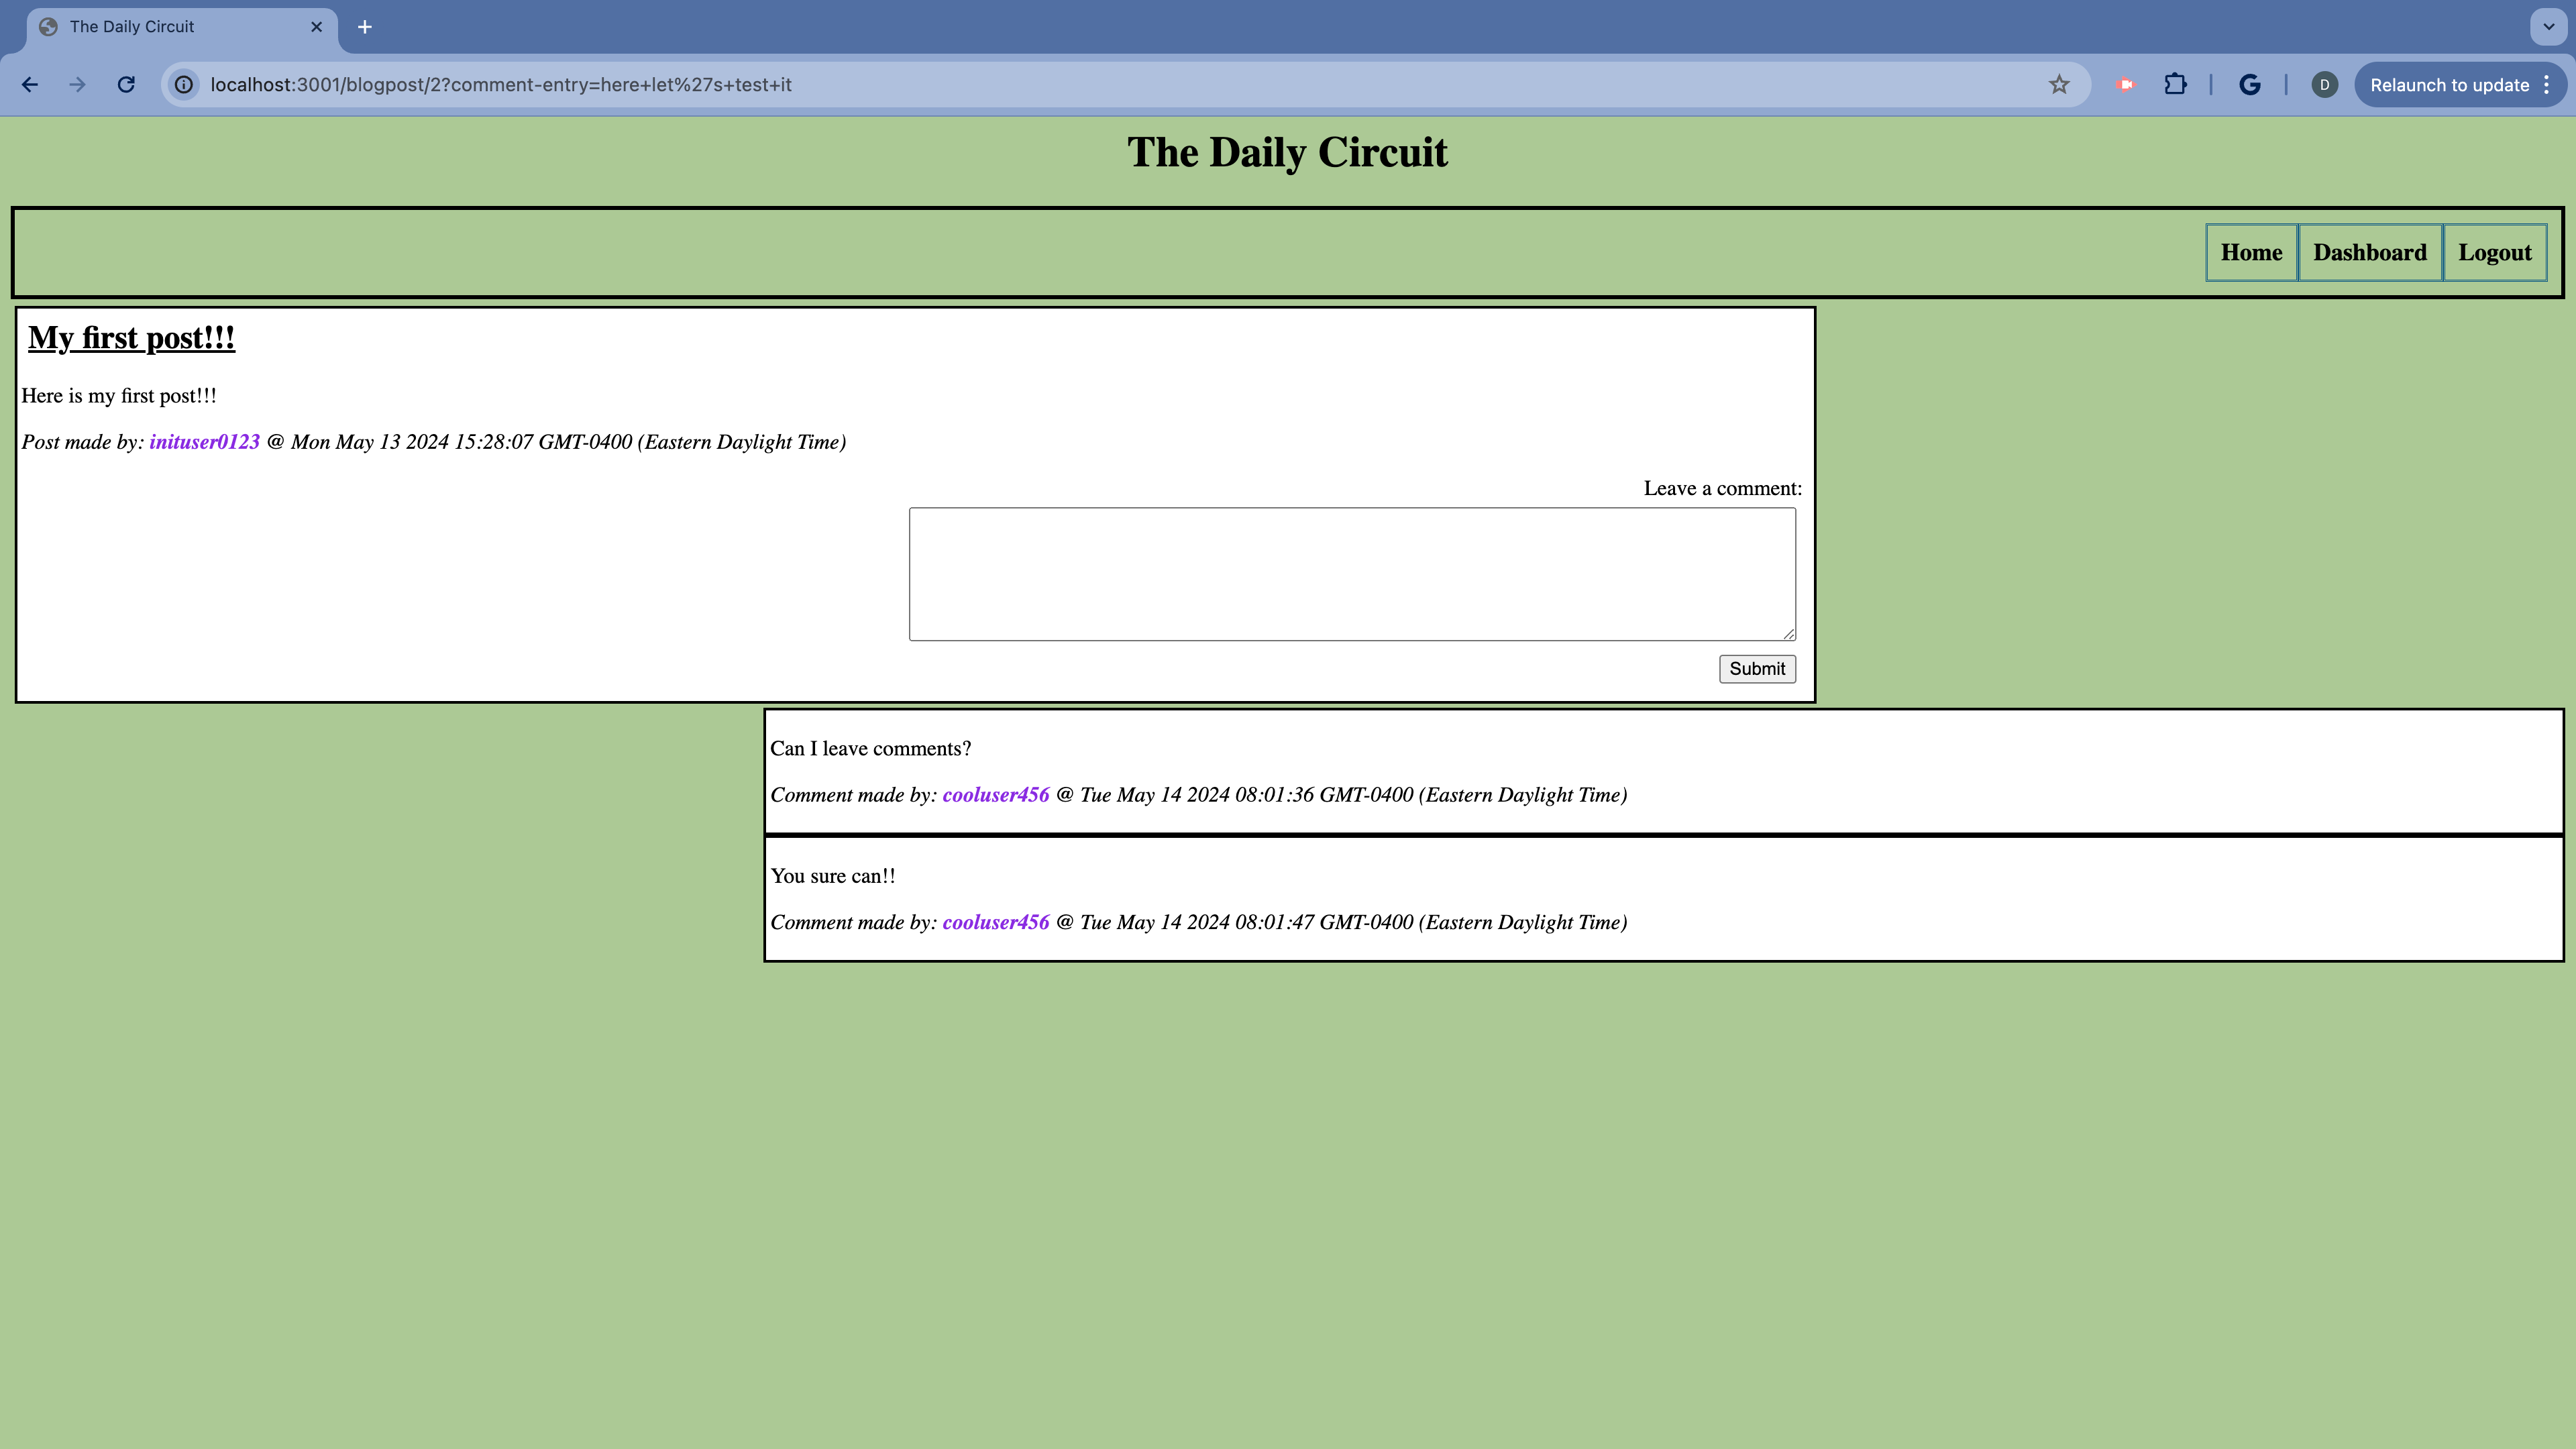 The Daily Circuit
localhost:3001/blogpost/2?comment-entry=here+let%27s+test+it
D
Relaunch to update
The Daily Circuit
Home Dashboard Logout
My first post!!!
Here is my first post!!!
Post made by: inituser0123 @ Mon May 13 2024 15:28:07 GMT-0400 (Eastern Daylight Time)
Leave a comment:
Submit
Can I leave comments?
Comment made by: cooluser456 @ Tue May 14 2024 08:01:36 GMT-0400 (Eastern Daylight Time)
You sure can!!
Comment made by: cooluser456 @ Tue May 14 2024 08:01:47 GMT-0400 (Eastern Daylight Time)